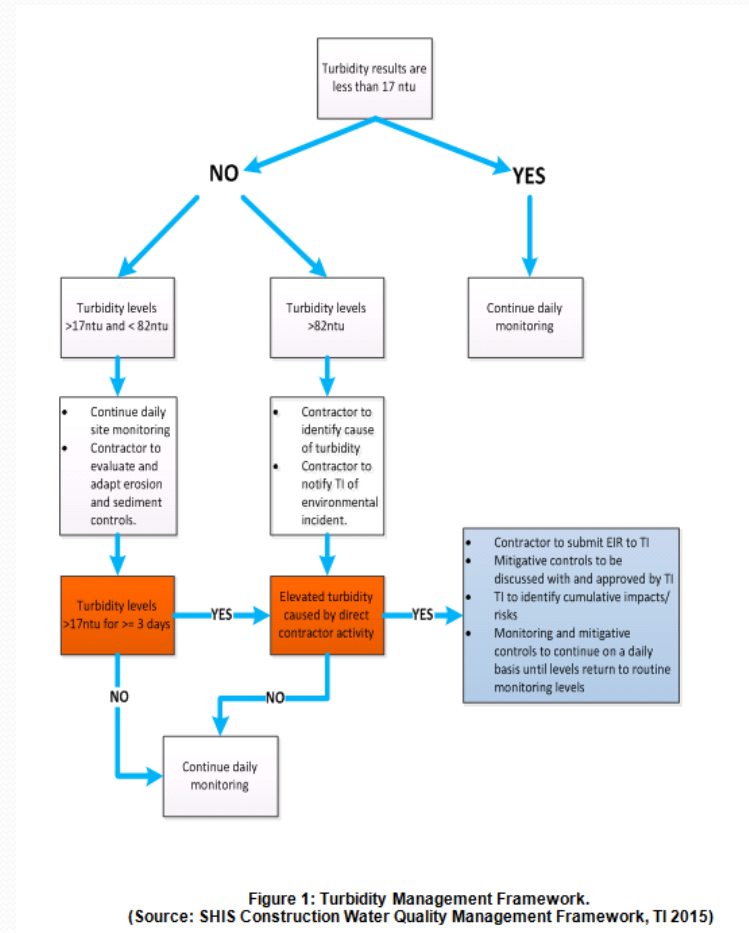 Turbidity results are
less than 17 ntu
NO
YES
Turbidity levels
>17ntu and < 82ntu
Turbidity levels
>82ntu
Continue daily
monitoring
• Continue daily
site monitoring
• Contractor to
evaluate and
adapt erosion
and sediment
controls.
• Contractor to
identify cause
of turbidity
• Contractor to
notify TI of
environmental
incident.
Turbidity levels
>17ntu for >= 3 days
YES
Elevated turbidity
caused by direct
contractor activity
YES
• Contractor to submit EIR to TI
• Mitigative controls to be
discussed with and approved by TI
• TI to identify cumulative impacts/
risks
• Monitoring and mitigative
controls to continue on a daily
basis until levels return to routine
monitoring levels
NO
NO
Continue daily
monitoring
Figure 1: Turbidity Management Framework.
(Source: SHIS Construction Water Quality Management Framework, TI 2015)